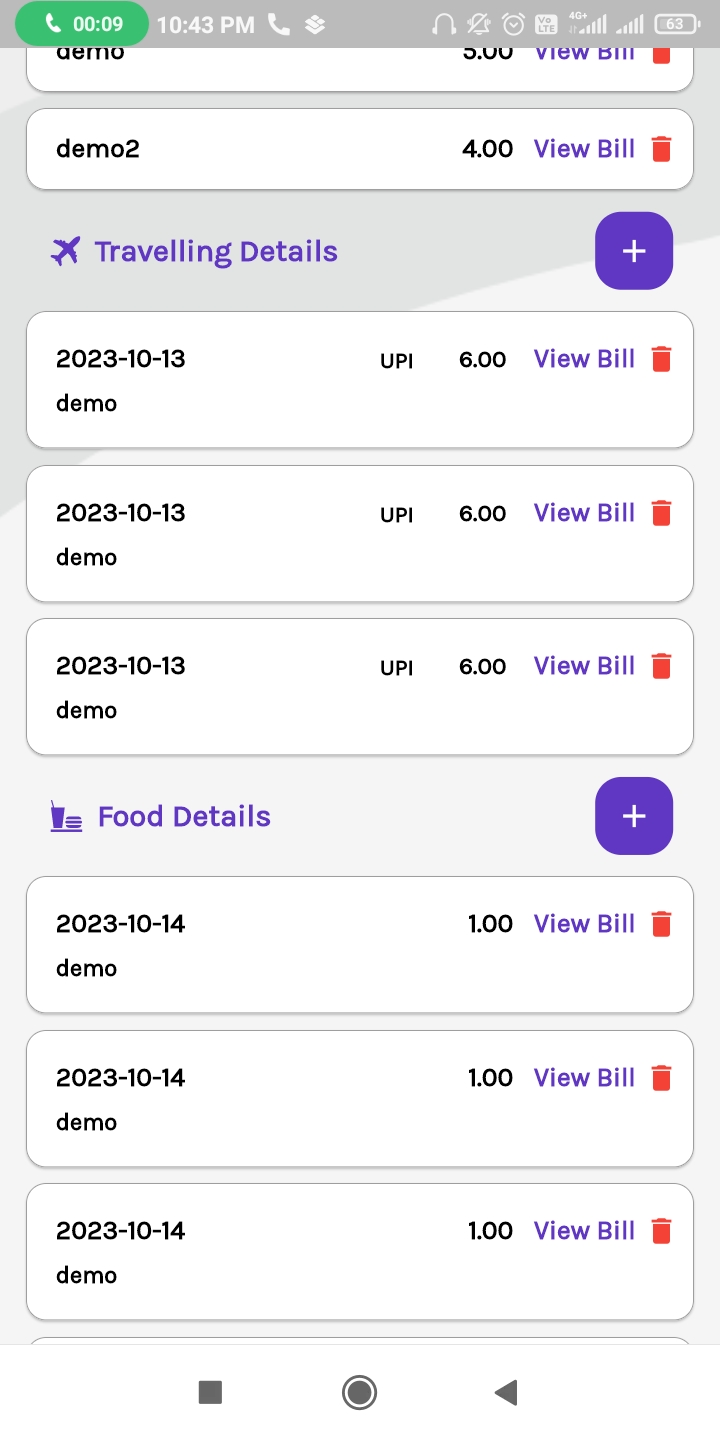 00:09 10:43 PM Vo LTE 4G+ 63
demo 5.00 View Bill
demo2 4.00 View Bill
Travelling Details +
2023-10-13 UPI 6.00 View Bill
demo
2023-10-13 UPI 6.00 View Bill
demo
2023-10-13 UPI 6.00 View Bill
demo
Food Details +
2023-10-14 1.00 View Bill
demo
2023-10-14 1.00 View Bill
demo
2023-10-14 1.00 View Bill
demo